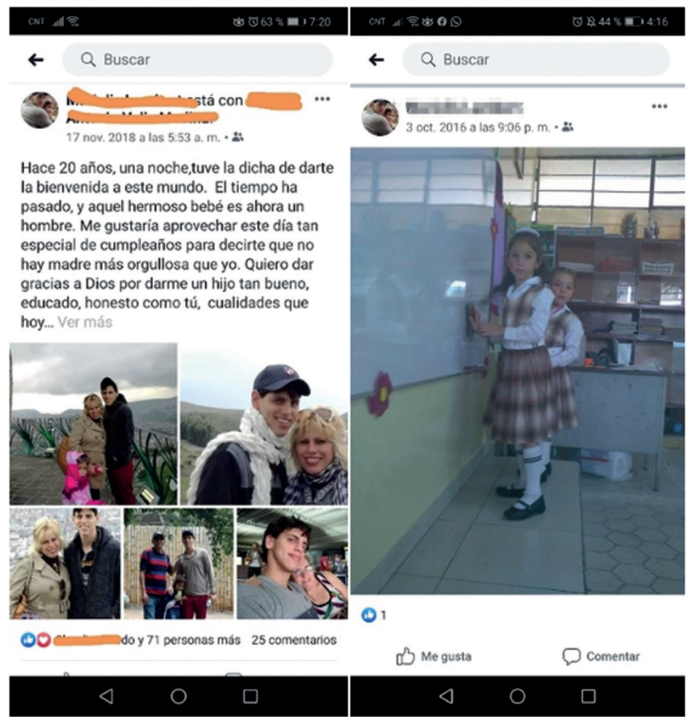 CNT 63 % 7:20
Buscar
stá con
17 nov. 2018 a las 5:53 a. m.
Hace 20 años, una noche,tuve la dicha de darte
la bienvenida a este mundo. El tiempo ha
pasado, y aquel hermoso bebé es ahora un
hombre. Me gustaría aprovechar este día tan
especial de cumpleaños para decirte que no
hay madre más orgullosa que yo. Quiero dar
gracias a Dios por darme un hijo tan bueno,
educado, honesto como tú, cualidades que
hoy... Ver más
do y 71 personas más 25 comentarios
CNT 44 % 4:16
Buscar
3 oct. 2016 a las 9:06 p. m.
1
Me gusta Comentar